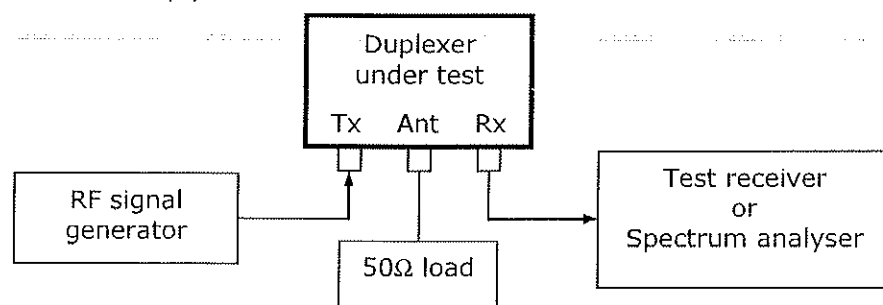 Duplexer
under test
Tx Ant Rx
RF signal
generator
50Ω load
Test receiver
or
Spectrum analyser